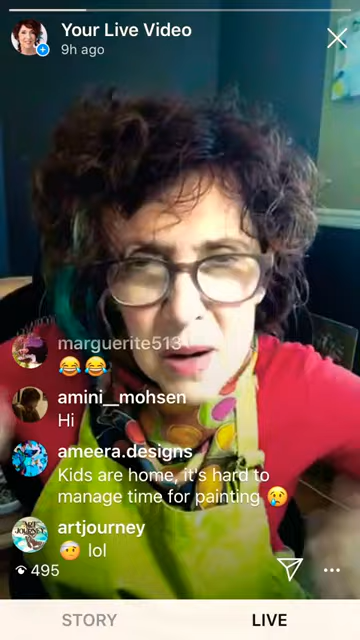 Your Live Video
9h ago
marguerite513
😂😂
amini__mohsen
Hi
ameera.designs
Kids are home, it's hard to
manage time for painting 😢
artjourney
🤕 lol
495
STORY LIVE